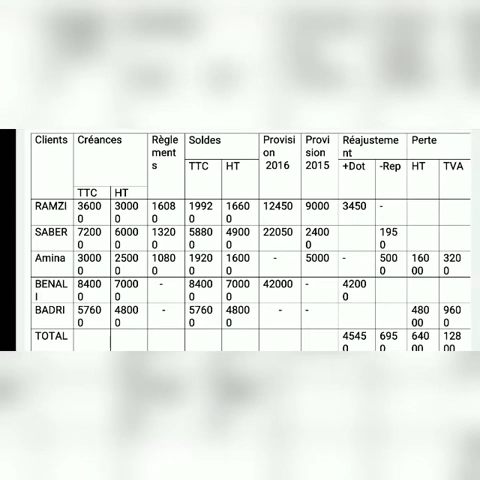 Clients Créances Règlements Soldes Provision 2016 Provision 2015 Réajustement Perte
TTC HT TTC HT +Dot -Rep HT TVA
RAMZI 36000 30000 16080 19920 16600 12450 9000 3450 -
SABER 72000 60000 13200 58800 49000 22050 24000 1950
Amina 30000 25000 10800 19200 16000 - 5000 - 5000 16000 3200
BENALI 84000 70000 - 84000 70000 42000 - 42000
BADRI 57600 48000 - 57600 48000 - - 48000 9600
TOTAL 45450 6950 64000 12800